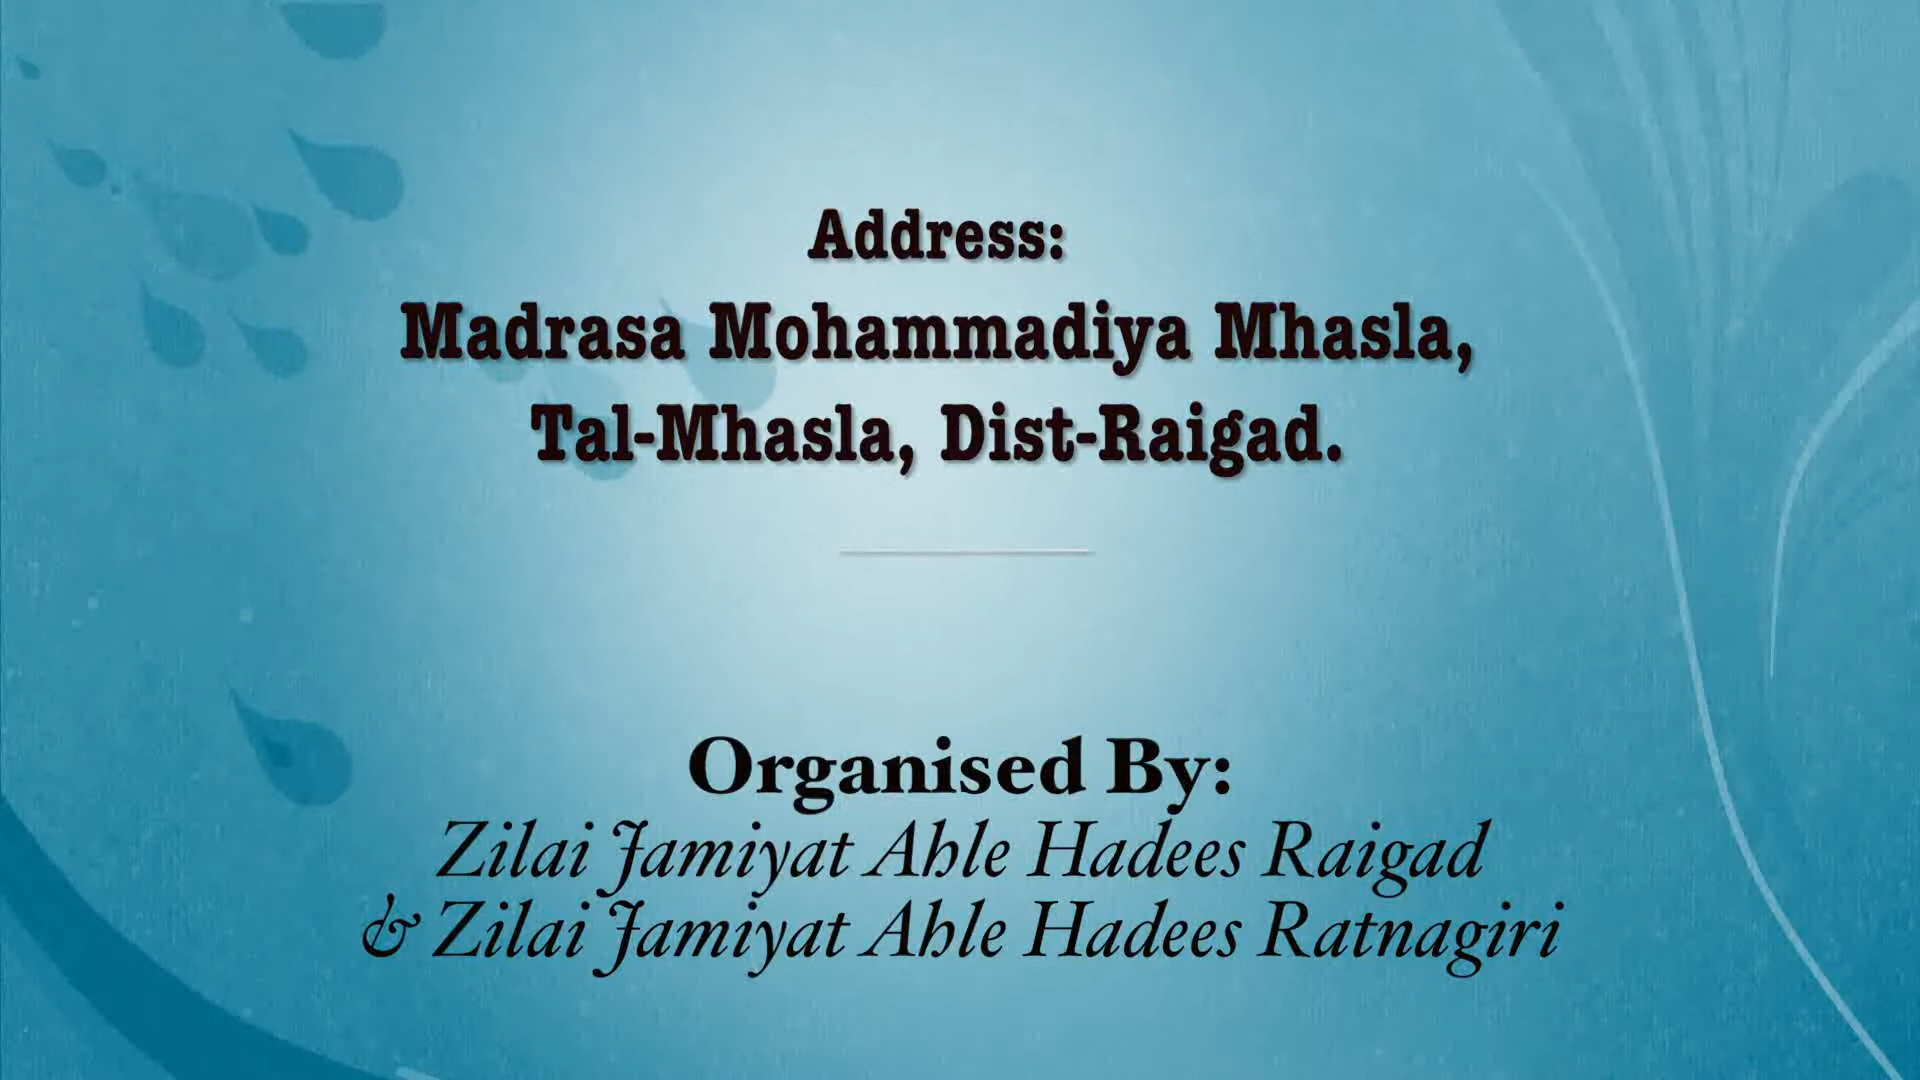 Address:
Madrasa Mohammadiya Mhasla,
Tal-Mhasla, Dist-Raigad.
Organised By:
Zilai Jamiyat Ahle Hadees Raigad
& Zilai Jamiyat Ahle Hadees Ratnagiri